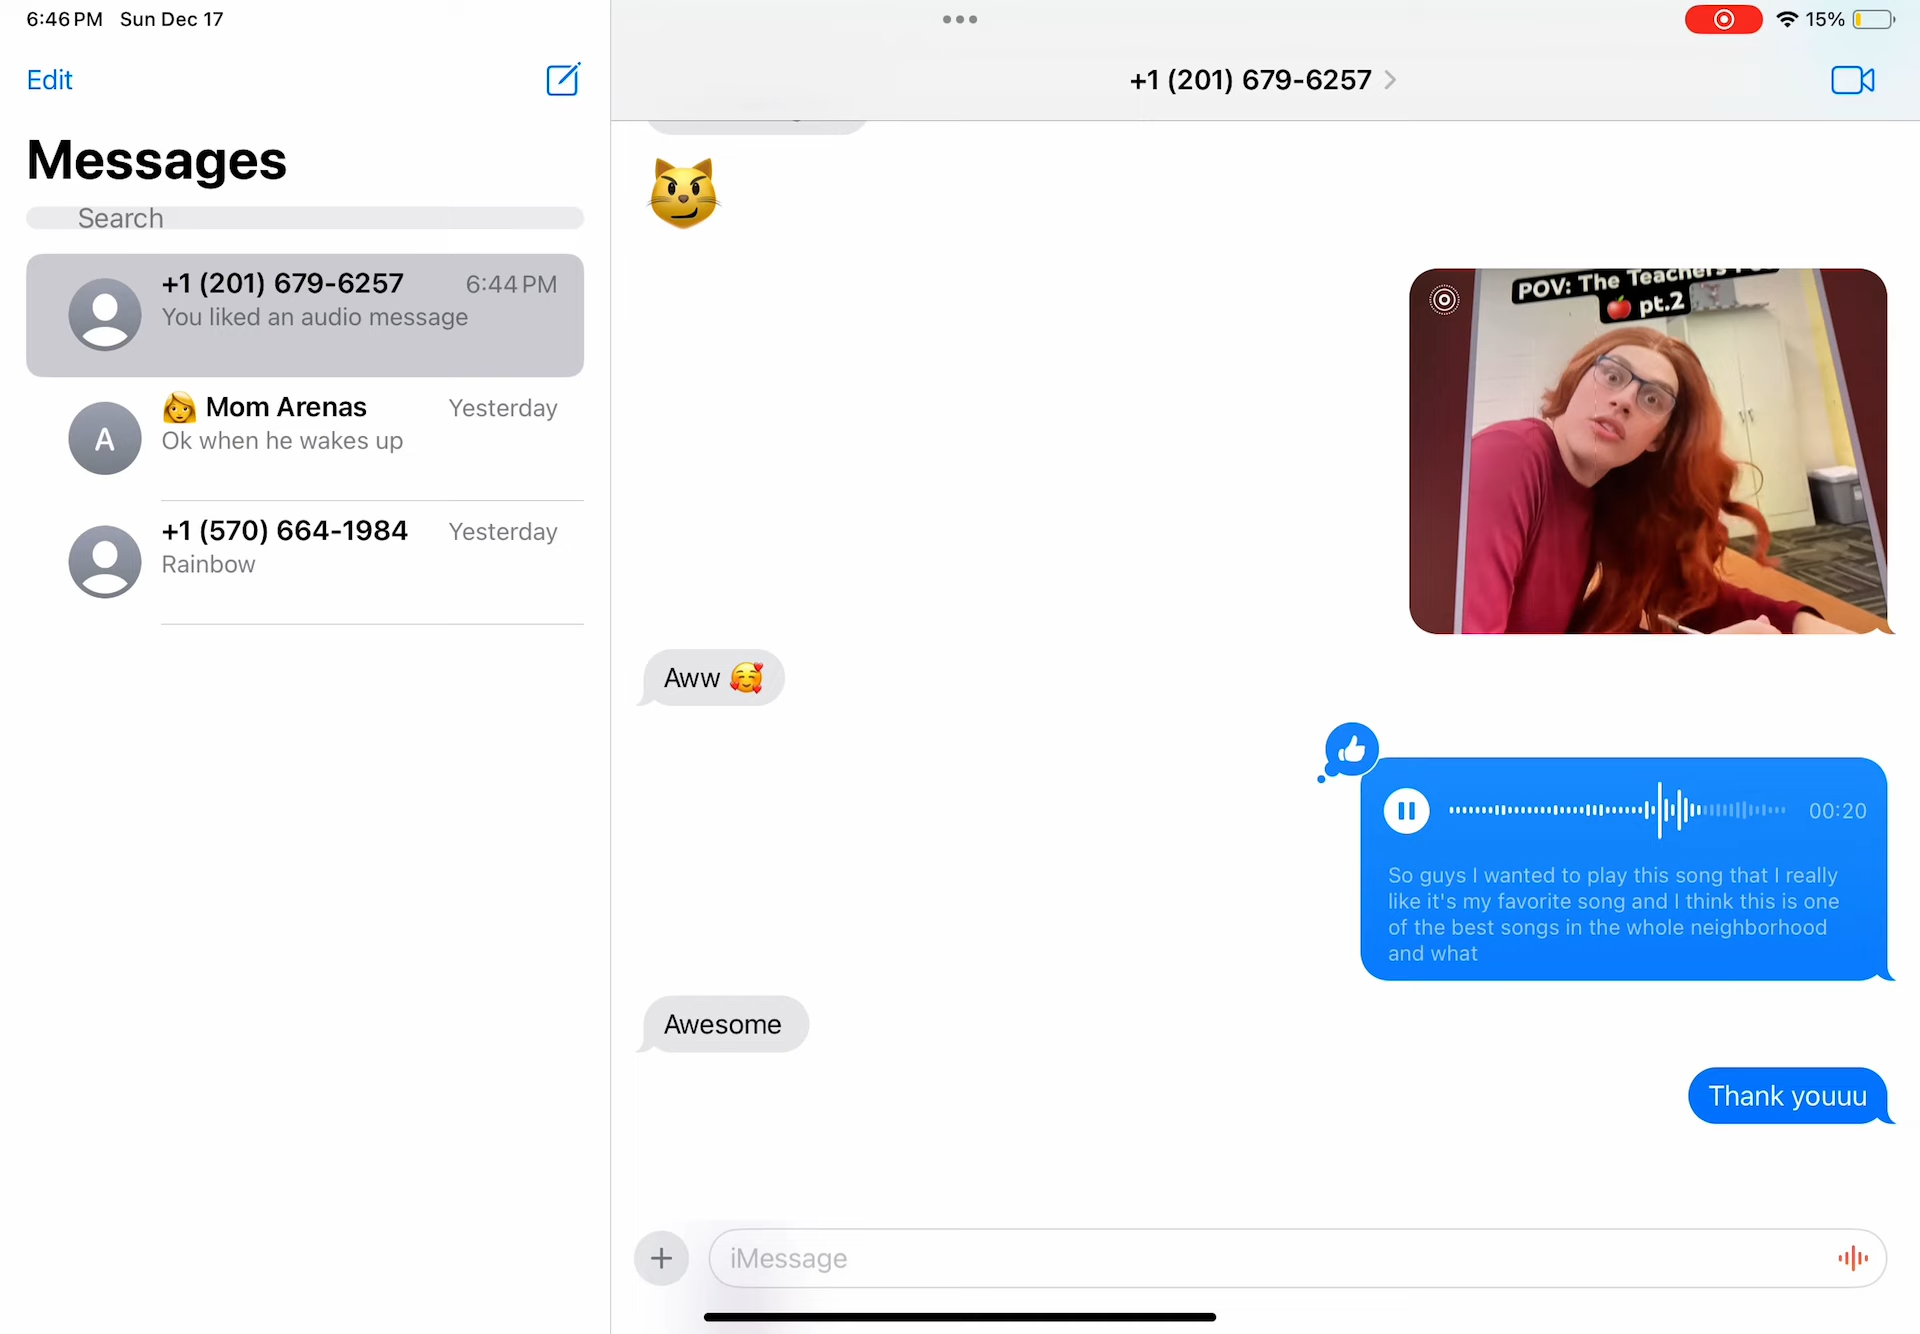 6:46 PM Sun Dec 17
15%
Edit
+1 (201) 679-6257
Messages
Search
+1 (201) 679-6257 6:44 PM
You liked an audio message
Mom Arenas Yesterday
A
Ok when he wakes up
+1 (570) 664-1984 Yesterday
Rainbow
POV: The Teachers
pt.2
Aww
00:20
So guys I wanted to play this song that I really
like it's my favorite song and I think this is one
of the best songs in the whole neighborhood
and what
Awesome
Thank youuu
iMessage